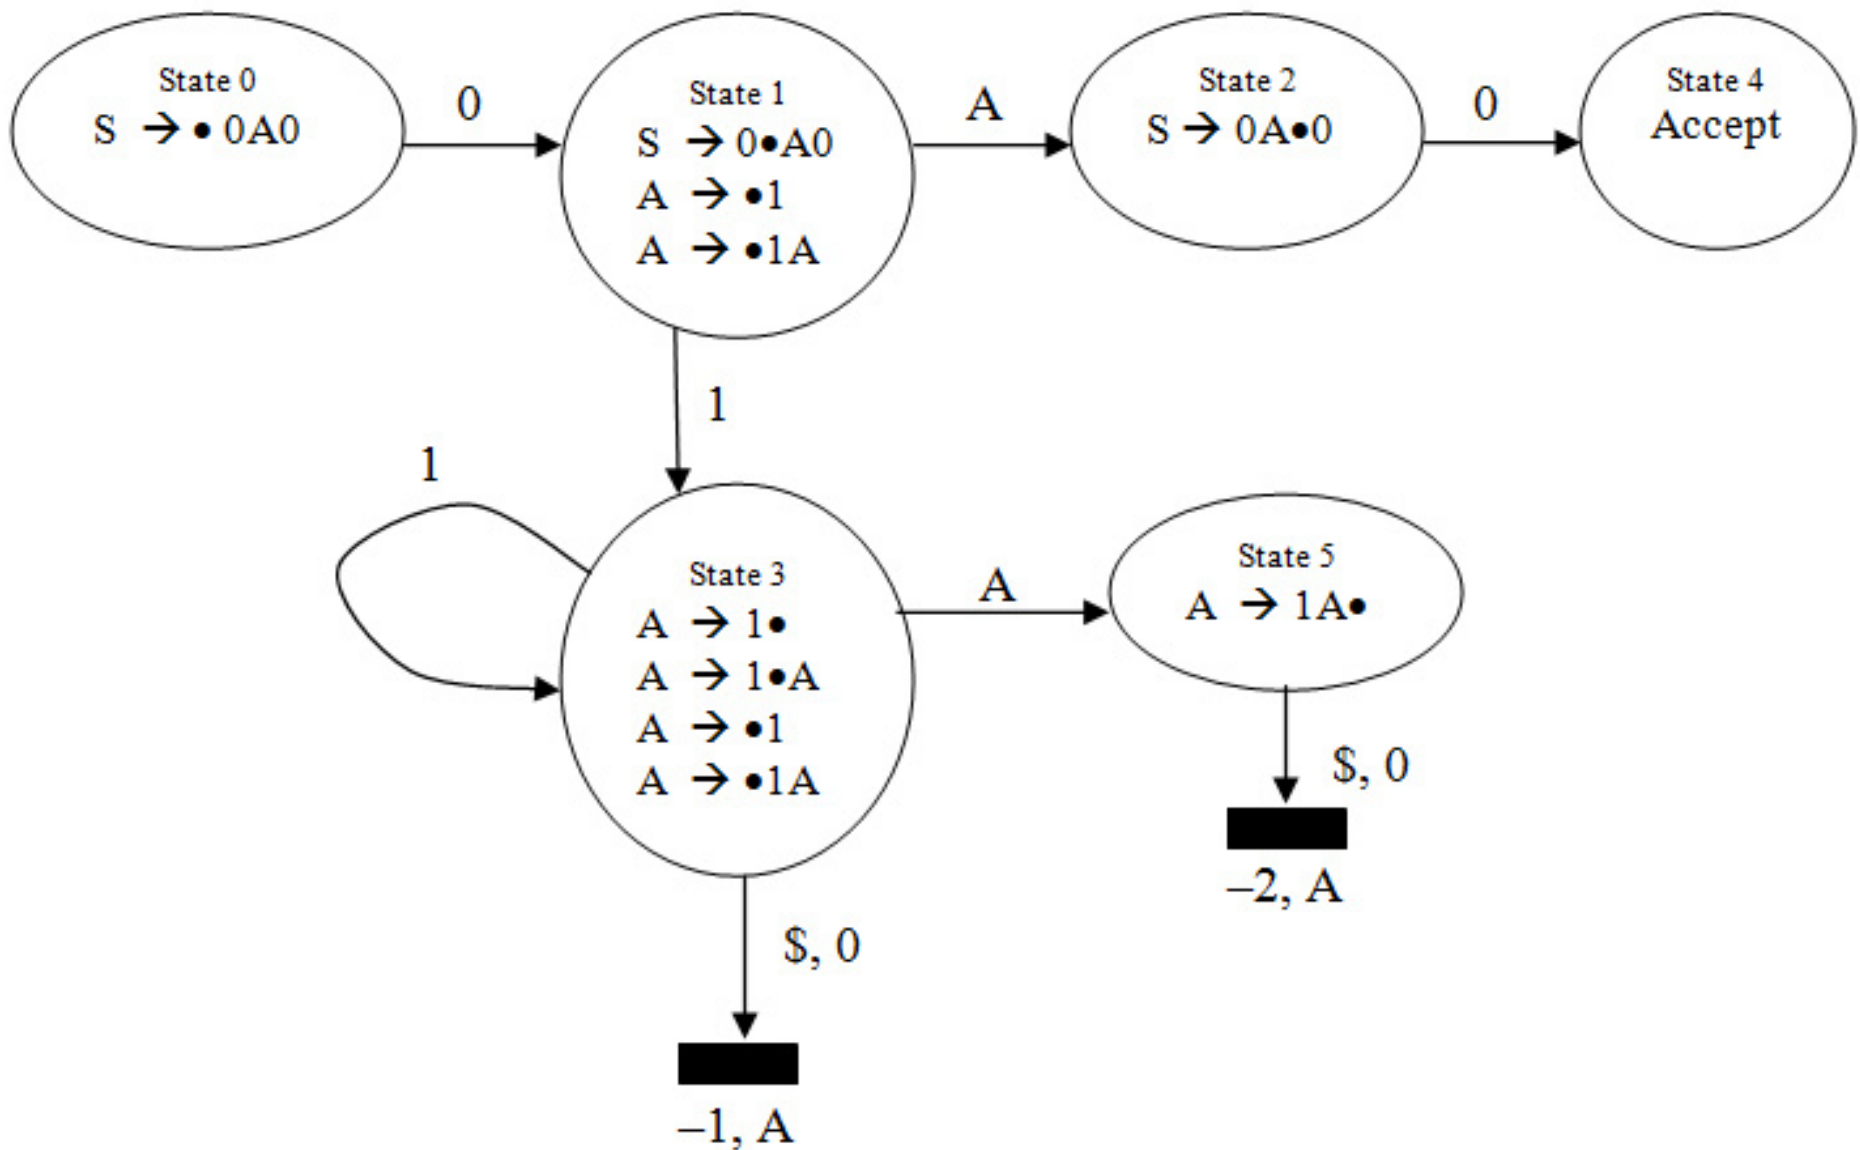 State 0
S → • 0A0
0
State 1
S → 0•A0
A → •1
A → •1A
A
State 2
S → 0A•0
0
State 4
Accept
1
1
State 3
A → 1•
A → 1•A
A → •1
A → •1A
A
State 5
A → 1A•
$, 0
–2, A
$, 0
–1, A